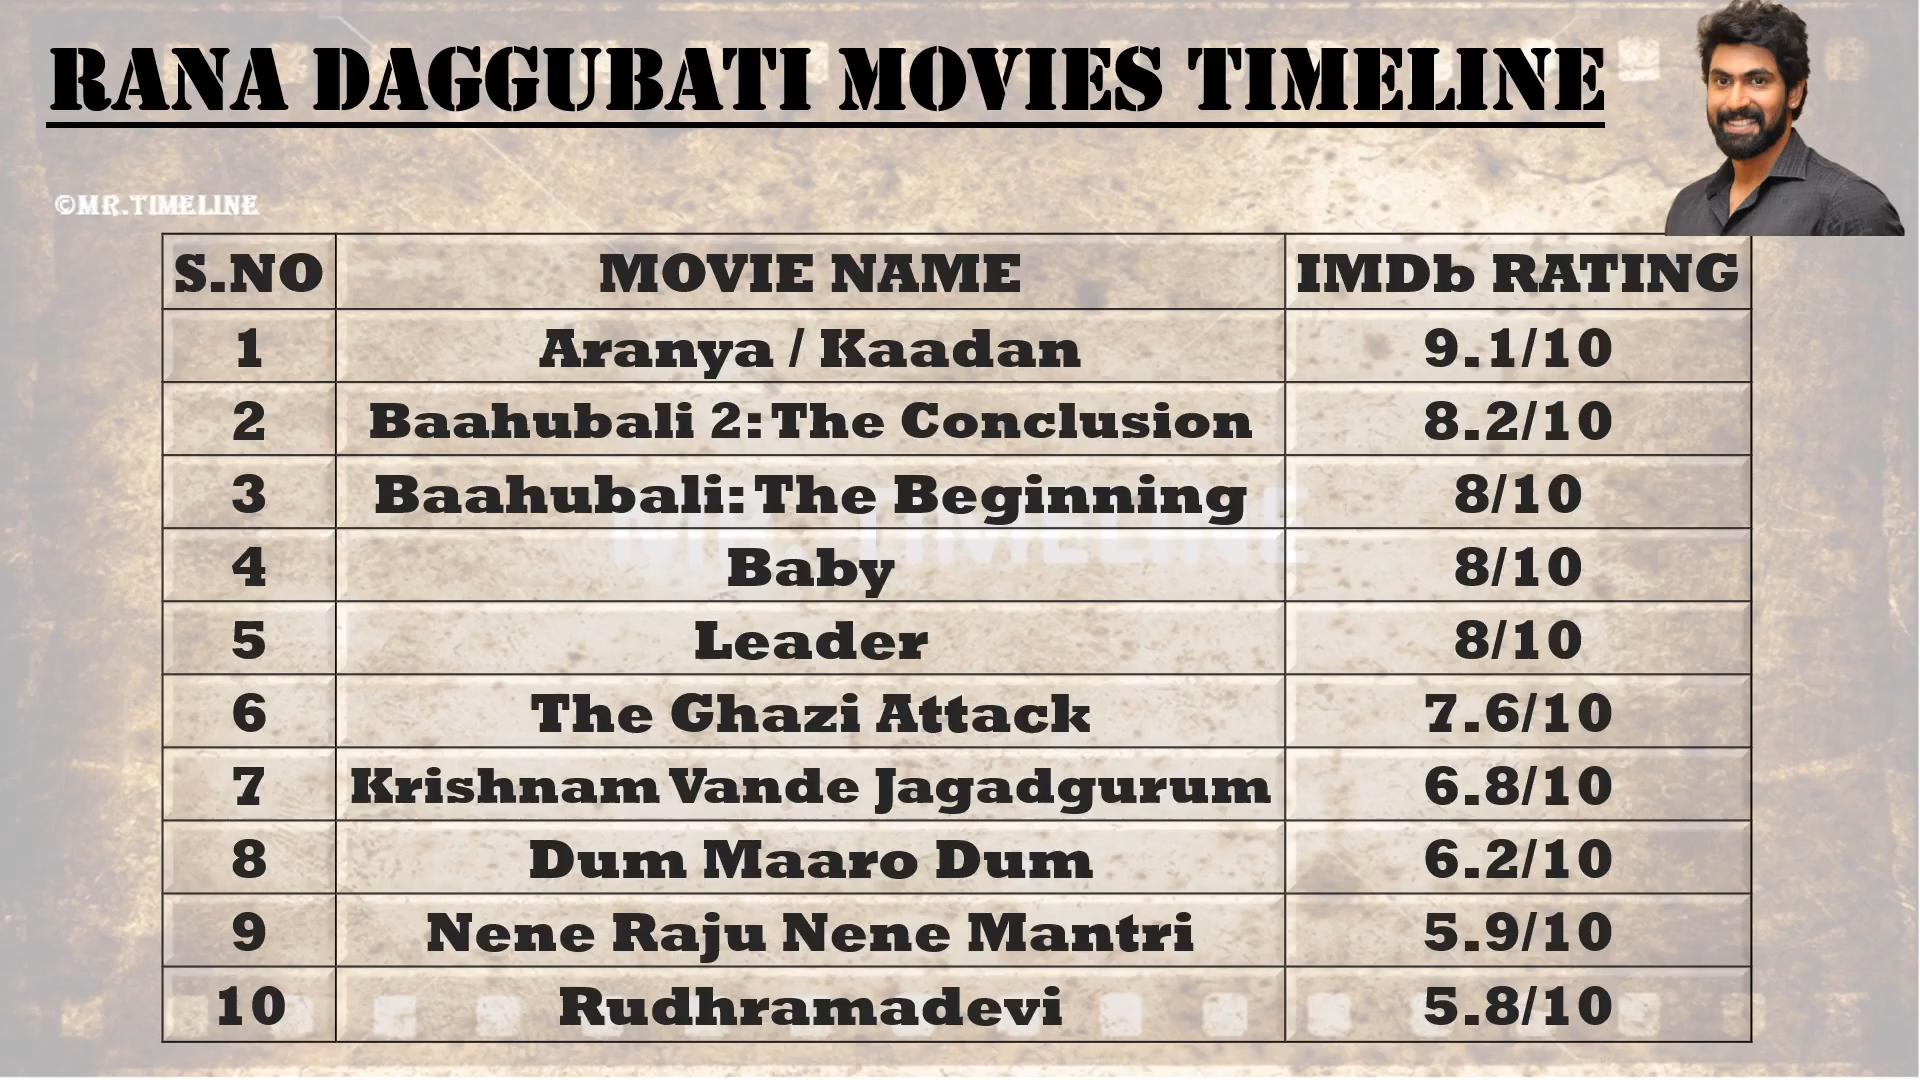 RANA DAGGUBATI MOVIES TIMELINE
©MR.TIMELINE
S.NO MOVIE NAME IMDb RATING
1 Aranya / Kaadan 9.1/10
2 Baahubali 2: The Conclusion 8.2/10
3 Baahubali: The Beginning 8/10
MR. TIMELINE
4 Baby 8/10
5 Leader 8/10
6 The Ghazi Attack 7.6/10
7 Krishnam Vande Jagadgurum 6.8/10
8 Dum Maaro Dum 6.2/10
9 Nene Raju Nene Mantri 5.9/10
10 Rudhramadevi 5.8/10